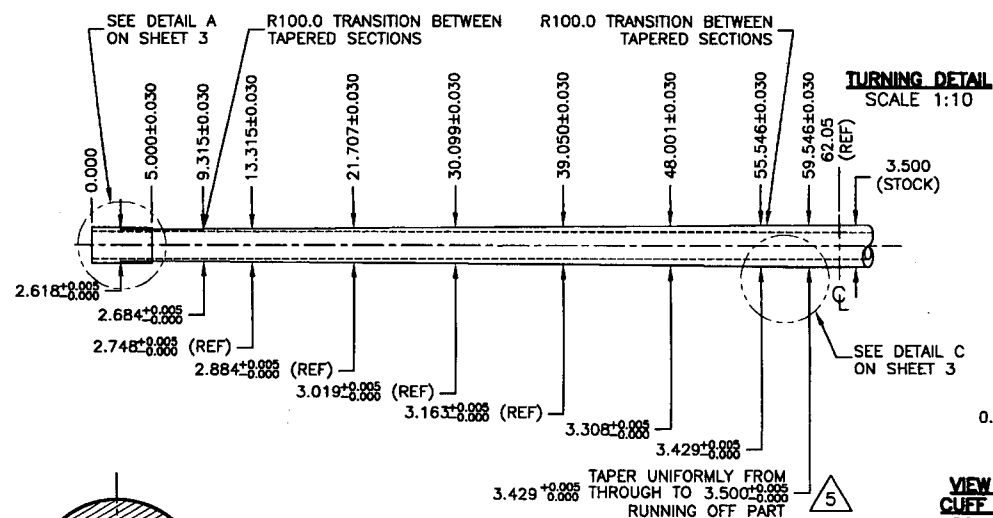 SEE DETAIL A
ON SHEET 3
R100.0 TRANSITION BETWEEN
TAPERED SECTIONS
R100.0 TRANSITION BETWEEN
TAPERED SECTIONS
TURNING DETAIL
SCALE 1:10
0.000
5.000±0.030
9.315±0.030
13.315±0.030
21.707±0.030
30.099±0.030
39.050±0.030
48.001±0.030
55.546±0.030
59.546±0.030
62.05
(REF)
3.500
(STOCK)
2.618+0.005 -0.000
2.684+0.005 -0.000
2.748+0.005 -0.000 (REF)
2.884+0.005 -0.000 (REF)
3.019+0.005 -0.000 (REF)
3.163+0.005 -0.000 (REF)
3.308+0.005 -0.000
3.429+0.005 -0.000
℄
SEE DETAIL C
ON SHEET 3
0.
TAPER UNIFORMLY FROM
3.429 +0.005 -0.000 THROUGH TO 3.500+0.005 -0.000
RUNNING OFF PART
5
VIEW
CUFF